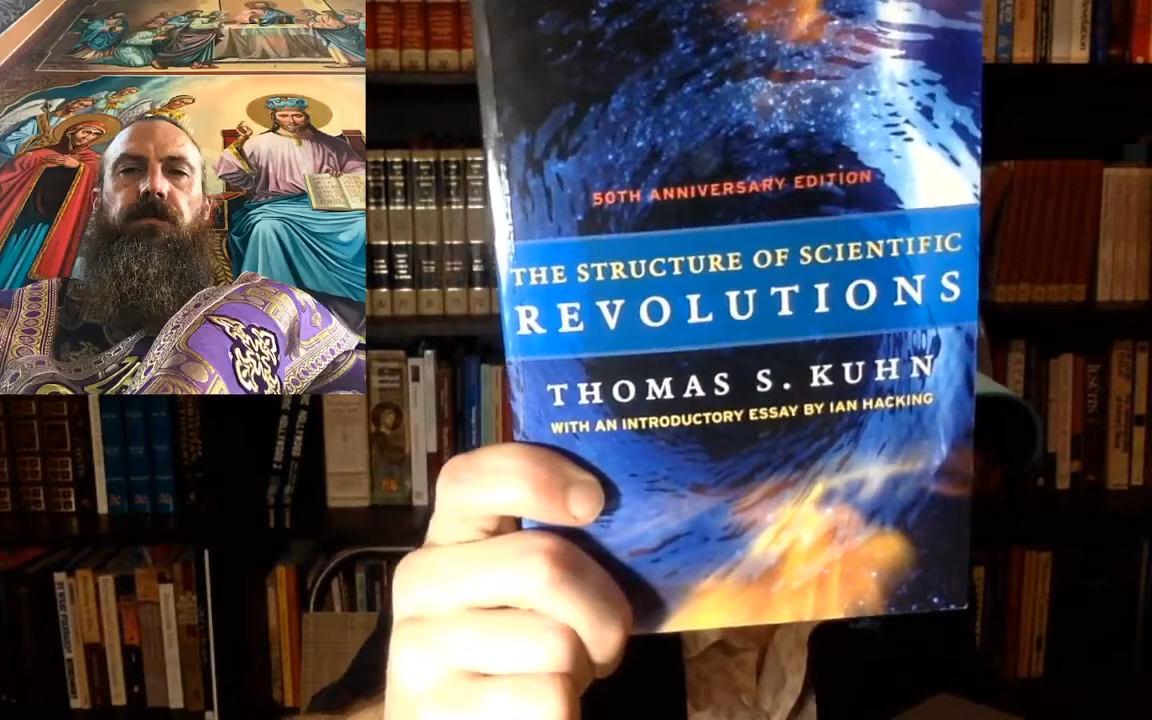 50TH ANNIVERSARY EDITION
THE STRUCTURE OF SCIENTIFIC
REVOLUTIONS
THOMAS S. KUHN
WITH AN INTRODUCTORY ESSAY BY IAN HACKING